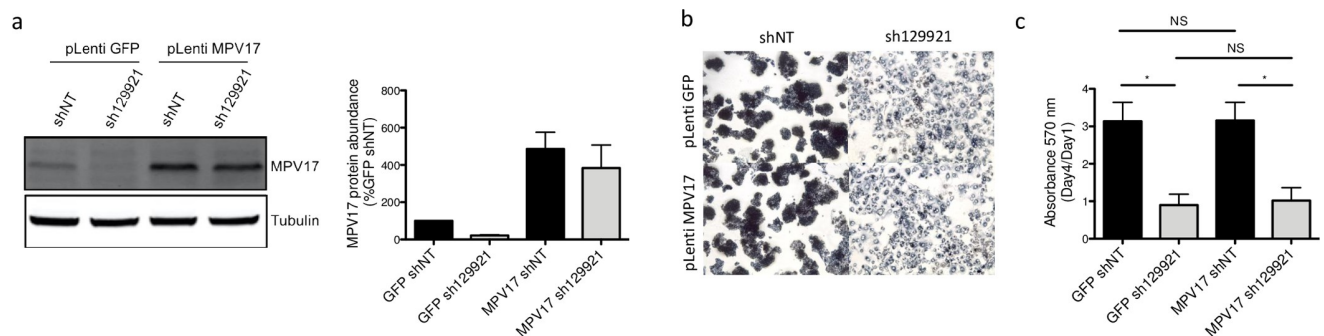 a
pLenti GFP
pLenti MPV17
shNT
sh129921
shNT
sh129921
MPV17
Tubulin
MPV17 protein abundance
(%GFP shNT)
800
600
400
200
0
GFP shNT
GFP sh129921
MPV17 shNT
MPV17 sh129921
b
shNT
sh129921
pLenti GFP
pLenti MPV17
c
NS
NS
*
*
Absorbance 570 nm
(Day4/Day1)
4
3
2
1
0
GFP shNT
GFP sh129921
MPV17 shNT
MPV17 sh129921